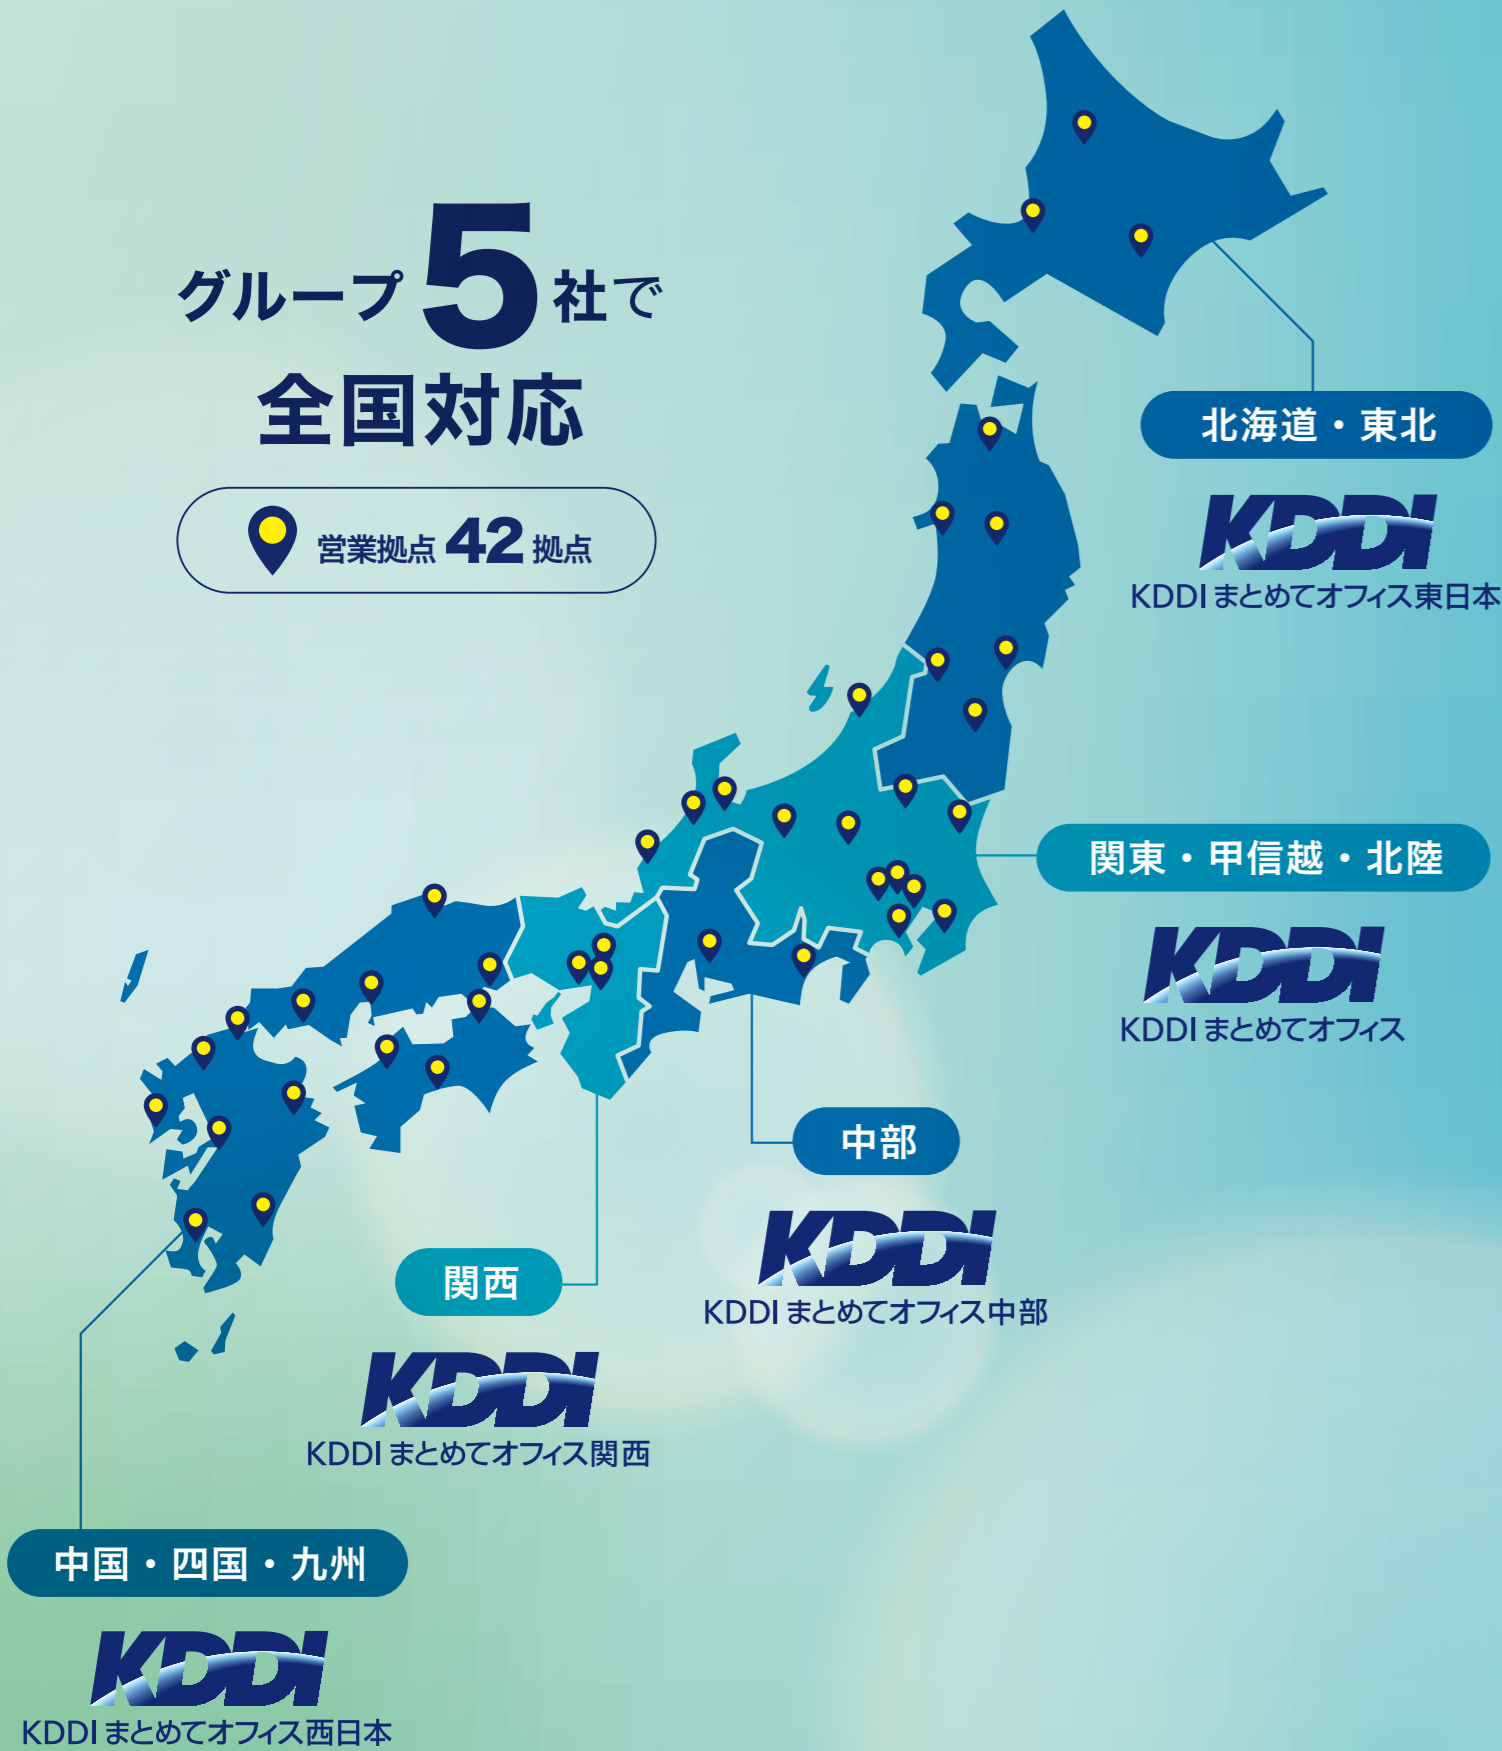 グループ5社で
全国対応
営業拠点 42 拠点
北海道・東北
KDDI
KDDI まとめてオフィス東日本
関東・甲信越・北陸
KDDI
KDDI まとめてオフィス
中部
KDDI
KDDI まとめてオフィス中部
関西
KDDI
KDDI まとめてオフィス関西
中国・四国・九州
KDDI
KDDI まとめてオフィス西日本